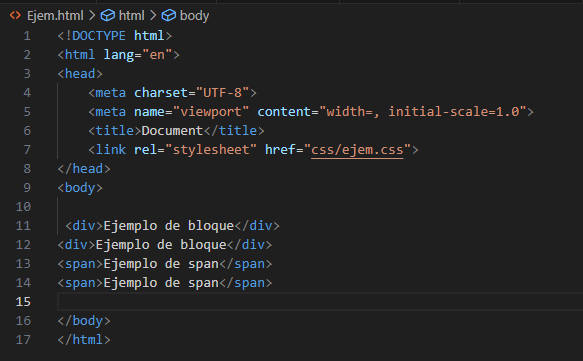 Ejem.html > html > body
1 <!DOCTYPE html>
2 <html lang="en">
3 <head>
4 <meta charset="UTF-8">
5 <meta name="viewport" content="width=, initial-scale=1.0">
6 <title>Document</title>
7 <link rel="stylesheet" href="css/ejem.css">
8 </head>
9 <body>
10
11 <div>Ejemplo de bloque</div>
12 <div>Ejemplo de bloque</div>
13 <span>Ejemplo de span</span>
14 <span>Ejemplo de span</span>
15
16 </body>
17 </html>